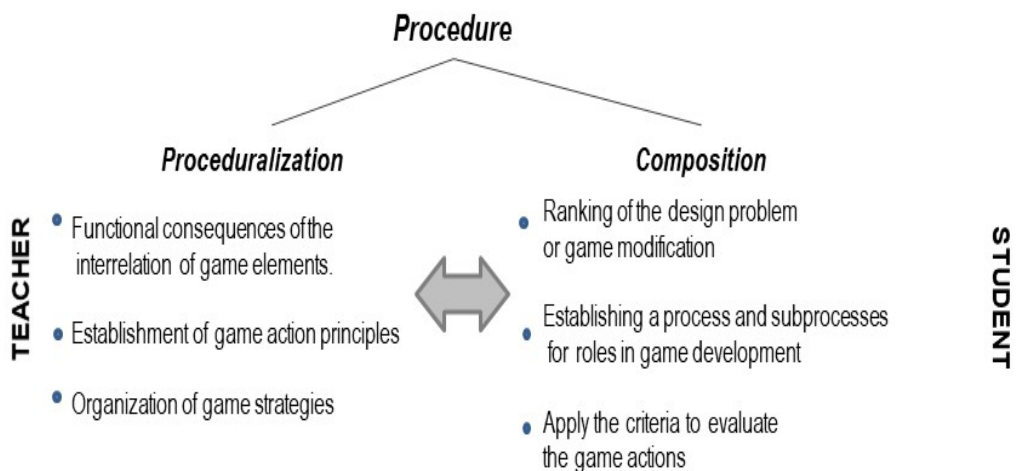 Procedure
Proceduralization
Composition
TEACHER
Functional consequences of the
interrelation of game elements.
Establishment of game action principles
Organization of game strategies
Ranking of the design problem
or game modification
Establishing a process and subprocesses
for roles in game development
Apply the criteria to evaluate
the game actions
STUDENT